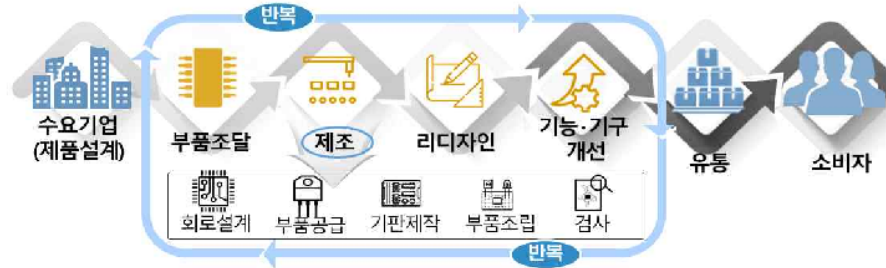 반복
수요기업
(제품설계)
부품조달
제조
리디자인
기능·기구
개선
유통
소비자
회로설계
부품공급
기판제작
부품조립
검사
반복